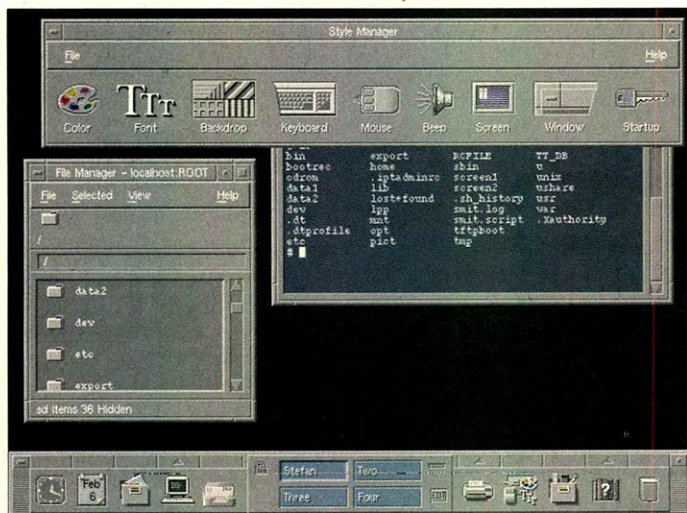 Style Manager
File Help
Color Font Backdrop Keyboard Mouse Beep Screen Window Startup
File Manager - localhost:ROOT
File Selected View Help
/
/
data2
dev
etc
export
ed Items 36 Hidden
bin export RCFILE TT_DB
bootrec home sbin u
cdrom .iptadminrc screen1 unix
data1 lib screen2 ushare
data2 lost+found .sh_history usr
dev lpp smit.log var
.dt mnt smit.script .Xauthority
.dtprofile opt tftpboot
etc pict tmp
#
Feb
6
Stefan Two
Three Four
EXIT